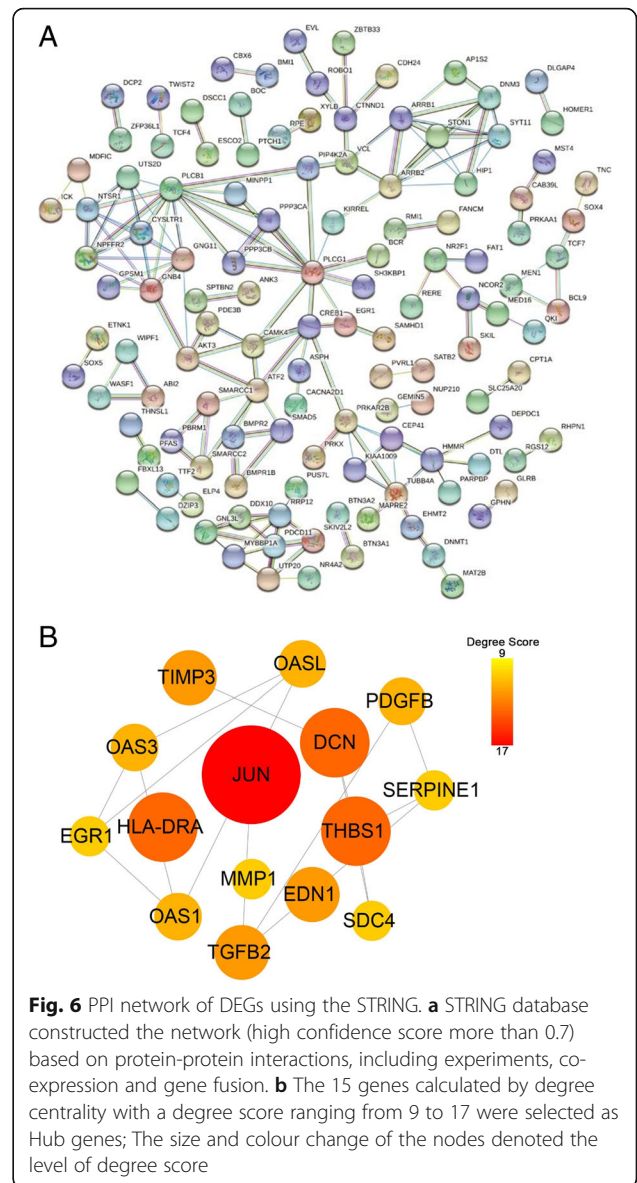 A
EVL
ZBTB33
CBX6
BMI1
ROBO1
CDH24
AP1S2
DCP2
TWIST2
BOC
XYLB
CTNND1
DNM3
DLGAP4
DSCC1
RPE
ARRB1
ZFP36L1
TCF4
ESCO2
PTCH1
STON1
SYT11
HOMER1
VCL
PIP4K2A
MDFIC
UTS2D
MST4
PLCB1
MINPP1
ARRB2
HIP1
TNC
ICK
NTSR1
PPP3CA
KIRREL
CAB39L
SOX4
CYSLTR1
RMI1
FANCM
PRKAA1
NPFFR2
GNG11
PPP3CB
PLCG1
BCR
TCF7
NR2F1
FAT1
GPSM1
GNB4
SH3KBP1
MEN1
SPTBN2
ANK3
NCOR2
MED16
BCL9
RERE
PDE3B
CREB1
EGR1
ETNK1
CAMK4
SAMHD1
QKI
WIPF1
AKT3
SKIL
ASPH
SOX5
PVRL1
SATB2
CPT1A
WASF1
ABI2
ATF2
CACNA2D1
SLC25A20
NUP210
SMARCC1
GEMIN5
THNSL1
PRKAR2B
PBRM1
BMPR2
SMAD5
CEP41
DEPDC1
PFAS
SMARCC2
PRKX
HMMR
RHPN1
KIAA1009
DTL
RGS12
FBXL13
TTF2
BMPR1B
PUS7L
TUBB4A
PARPBP
GLRB
ELP4
DZIP3
DDX10
RRP12
BTN3A2
MAPRE2
GPHN
GNL3L
PDCD11
SKIV2L2
EHMT2
MYBBP1A
BTN3A1
DNMT1
UTP20
NR4A2
MAT2B
B
Degree Score
9
17
OASL
TIMP3
PDGFB
DCN
OAS3
JUN
SERPINE1
EGR1
HLA-DRA
THBS1
MMP1
EDN1
OAS1
SDC4
TGFB2
Fig. 6 PPI network of DEGs using the STRING. a STRING database
constructed the network (high confidence score more than 0.7)
based on protein-protein interactions, including experiments, co-
expression and gene fusion. b The 15 genes calculated by degree
centrality with a degree score ranging from 9 to 17 were selected as
Hub genes; The size and colour change of the nodes denoted the
level of degree score